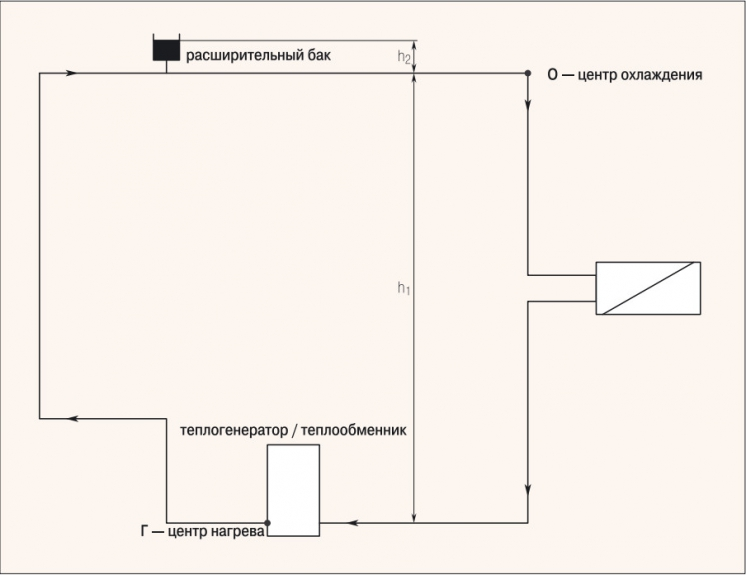 расширительный бак
h2
О — центр охлаждения
h1
теплогенератор / теплообменник
Г — центр нагрева